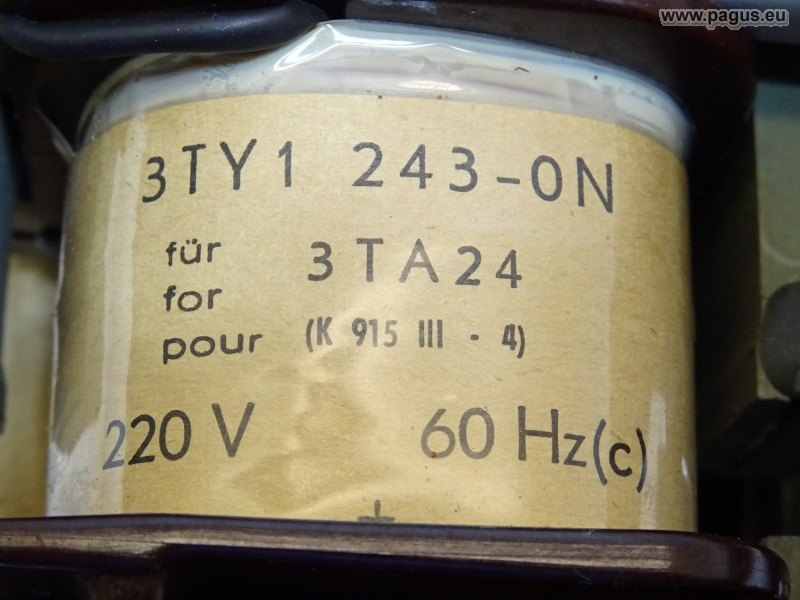 www.pagus.eu
3TY1 243-0N
für
for 3TA24
pour (K 915 III - 4)
220 V 60 Hz(c)